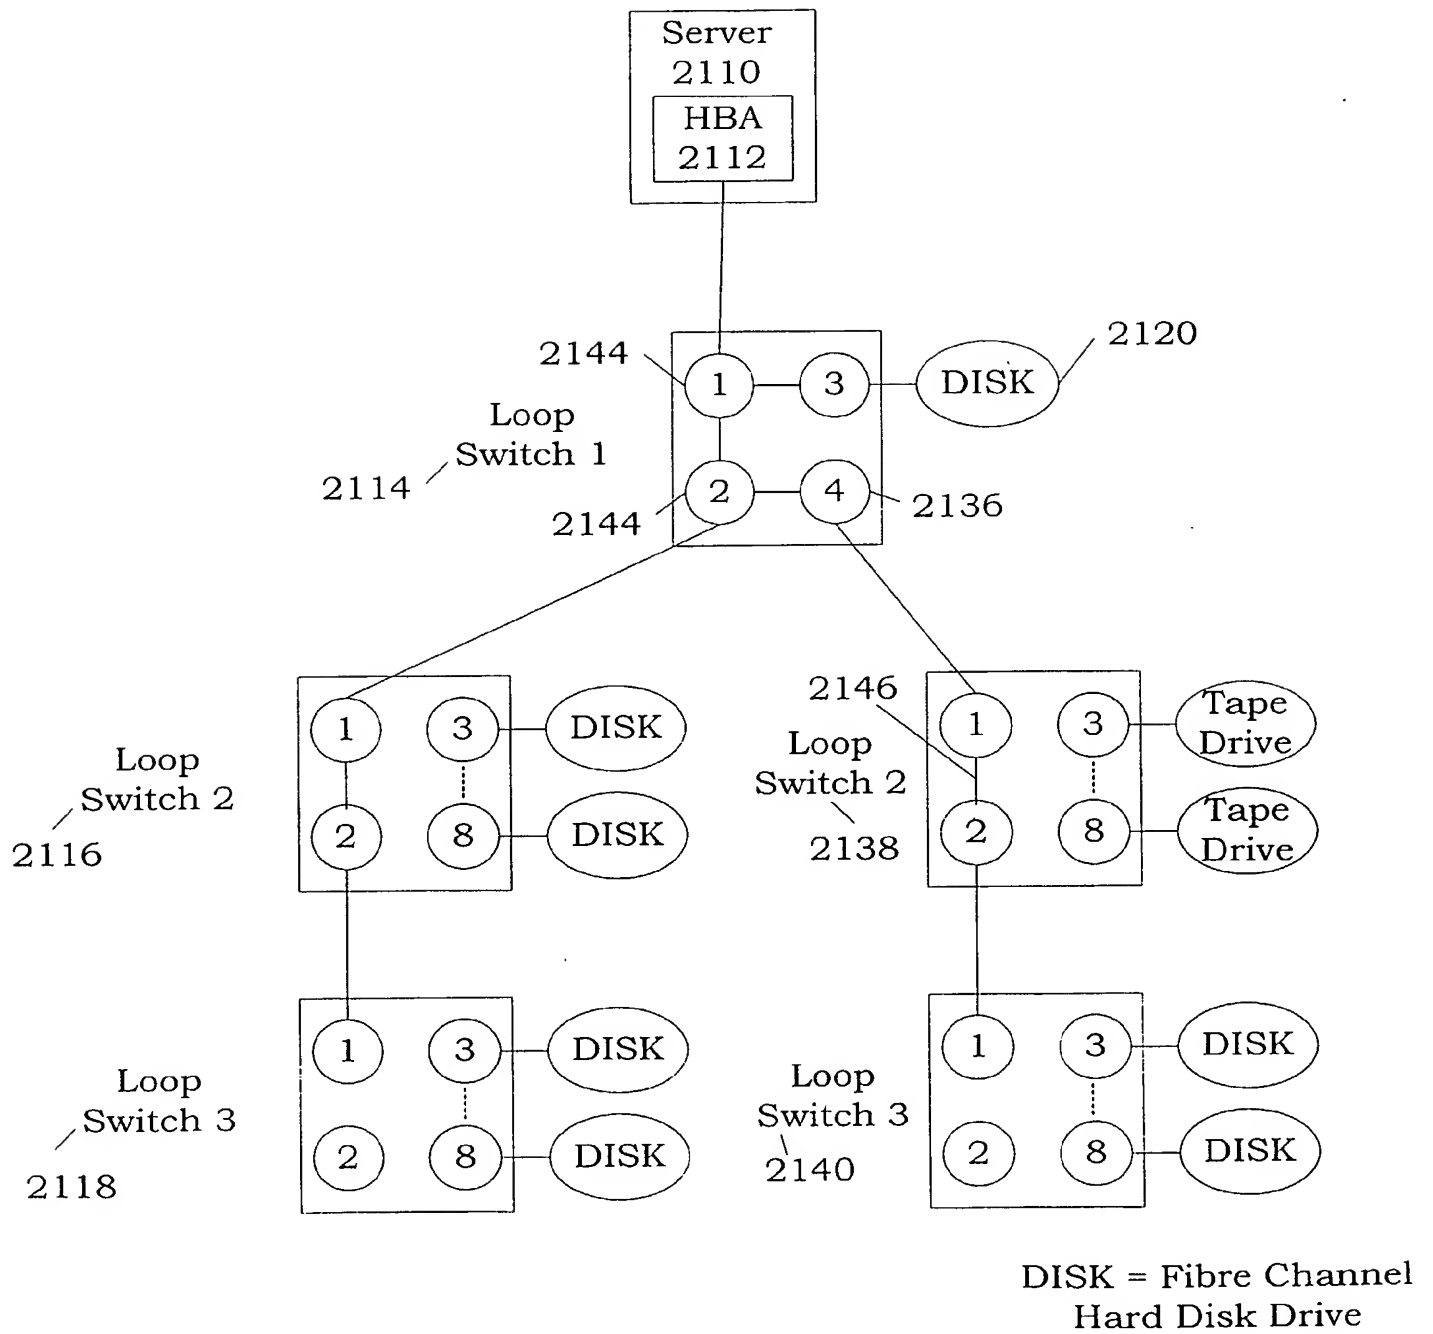 Server
2110
HBA
2112
2144
1
3
DISK
2120
Loop
Switch 1
2114
2144
2
4
2136
Loop
Switch 2
2116
1
3
DISK
2
8
DISK
2146
Loop
Switch 2
2138
1
3
Tape
Drive
2
8
Tape
Drive
Loop
Switch 3
2118
1
3
DISK
2
8
DISK
Loop
Switch 3
2140
1
3
DISK
2
8
DISK
DISK = Fibre Channel
Hard Disk Drive